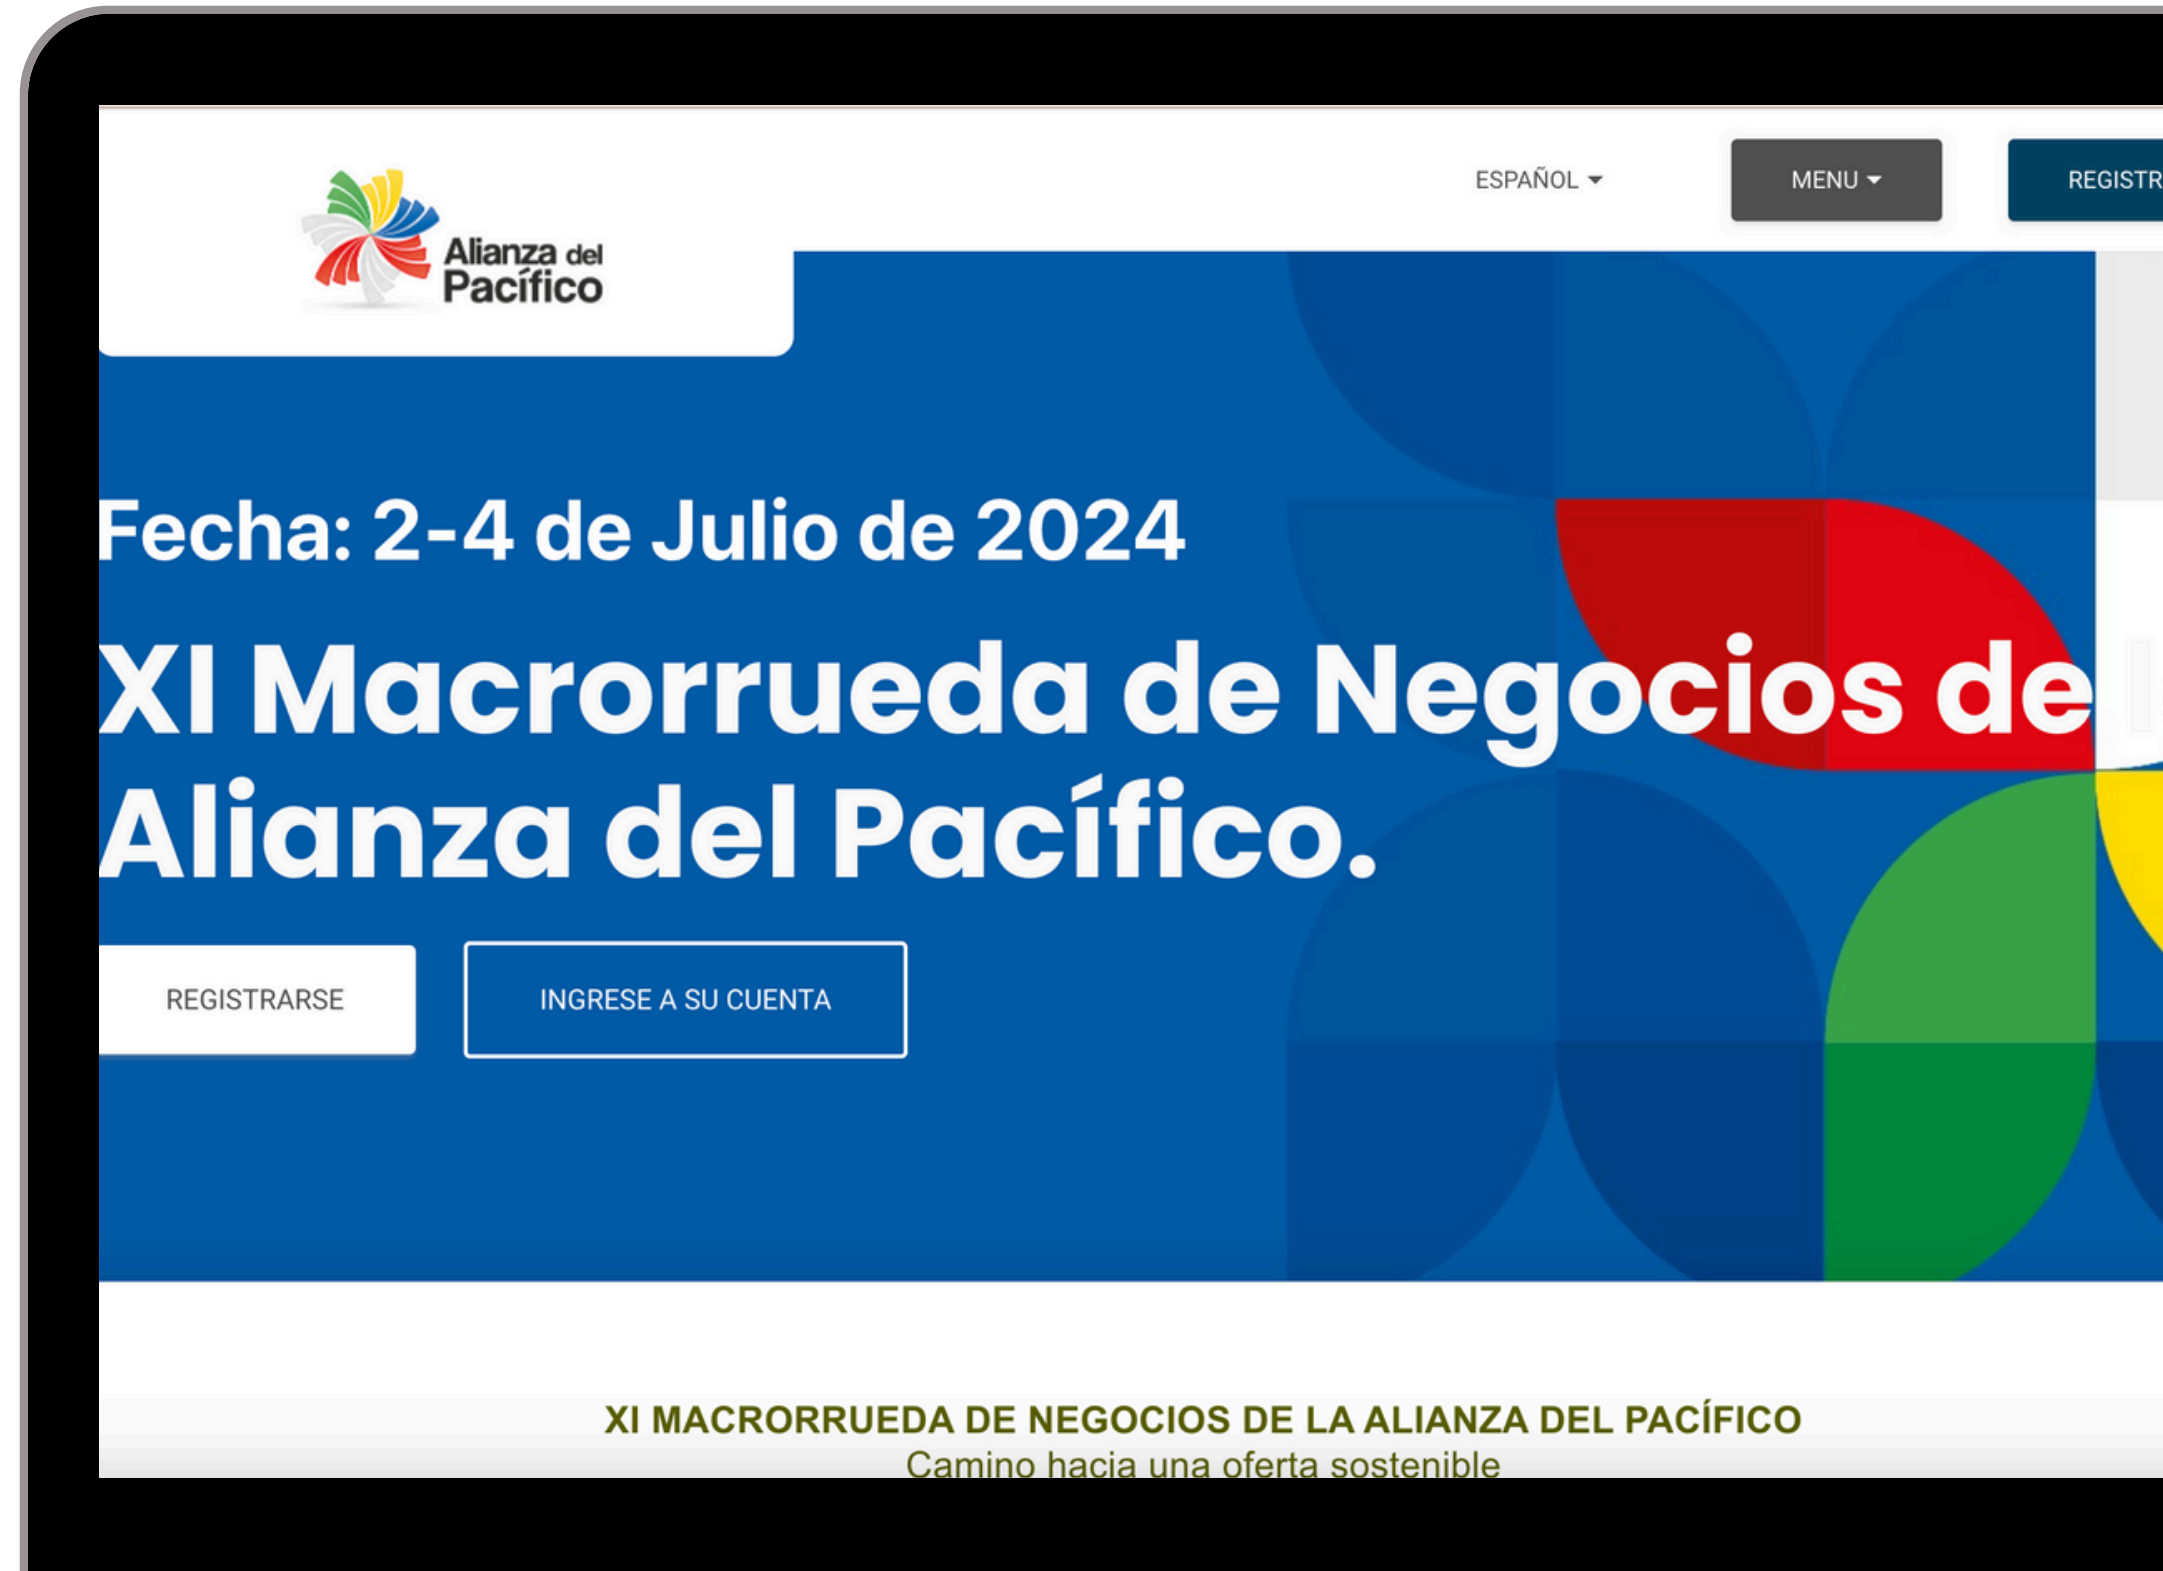 Alianza del
Pacífico
ESPAÑOL
MENU
REGISTR
Fecha: 2-4 de Julio de 2024
XI Macrorrueda de Negocios de
Alianza del Pacífico.
REGISTRARSE
INGRESE A SU CUENTA
XI MACRORRUEDA DE NEGOCIOS DE LA ALIANZA DEL PACÍFICO
Camino hacia una oferta sostenible